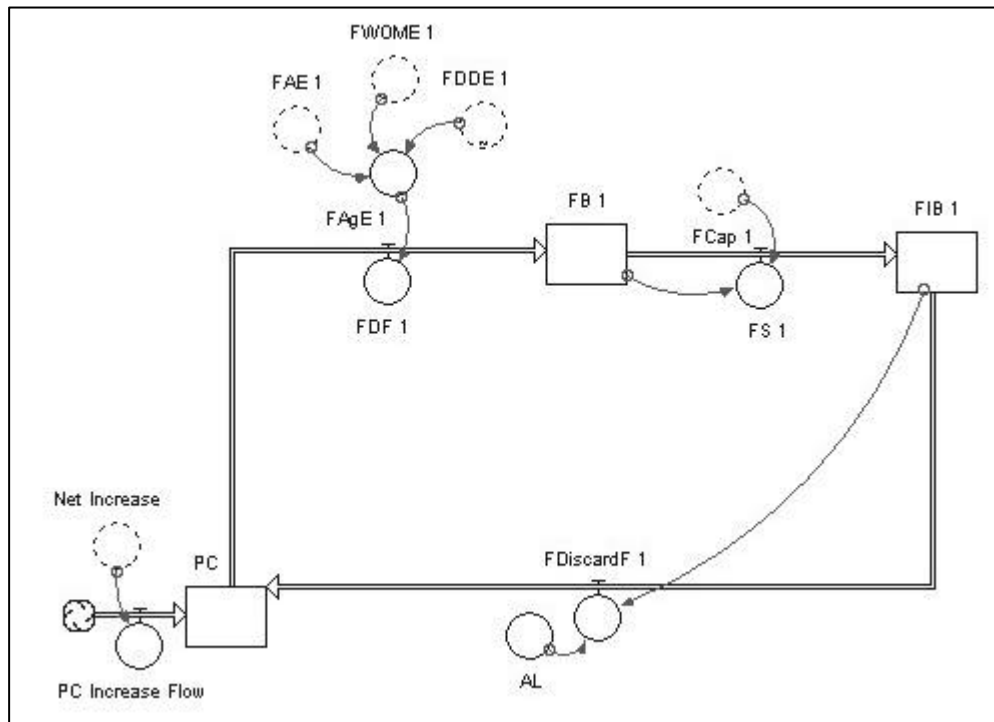 FWOME 1
FAE 1
FDDE 1
FAgE 1
FB 1
FCap 1
FIB 1
FDF 1
FS 1
Net Increase
PC
FDiscardF 1
AL
PC Increase Flow